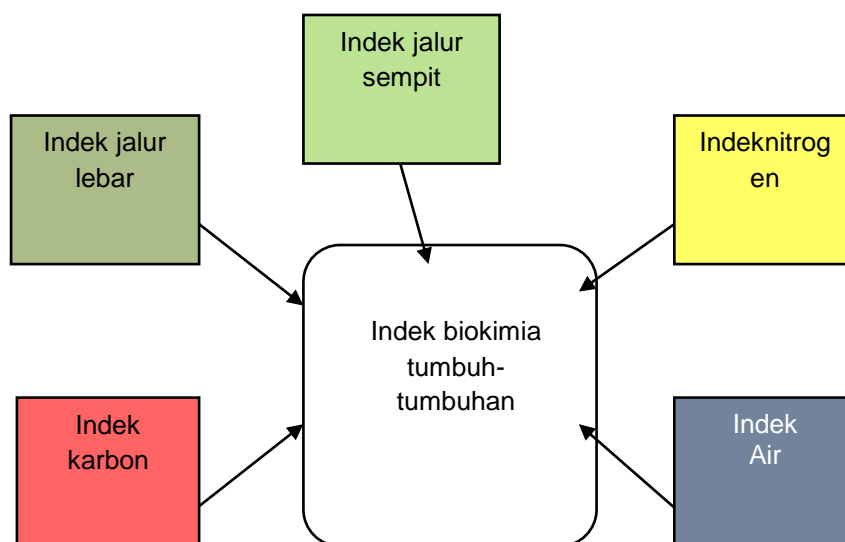 Indek jalur
sempit
Indek jalur
lebar
Indeknitrog
en
Indek biokimia
tumbuh-
tumbuhan
Indek
karbon
Indek
Air